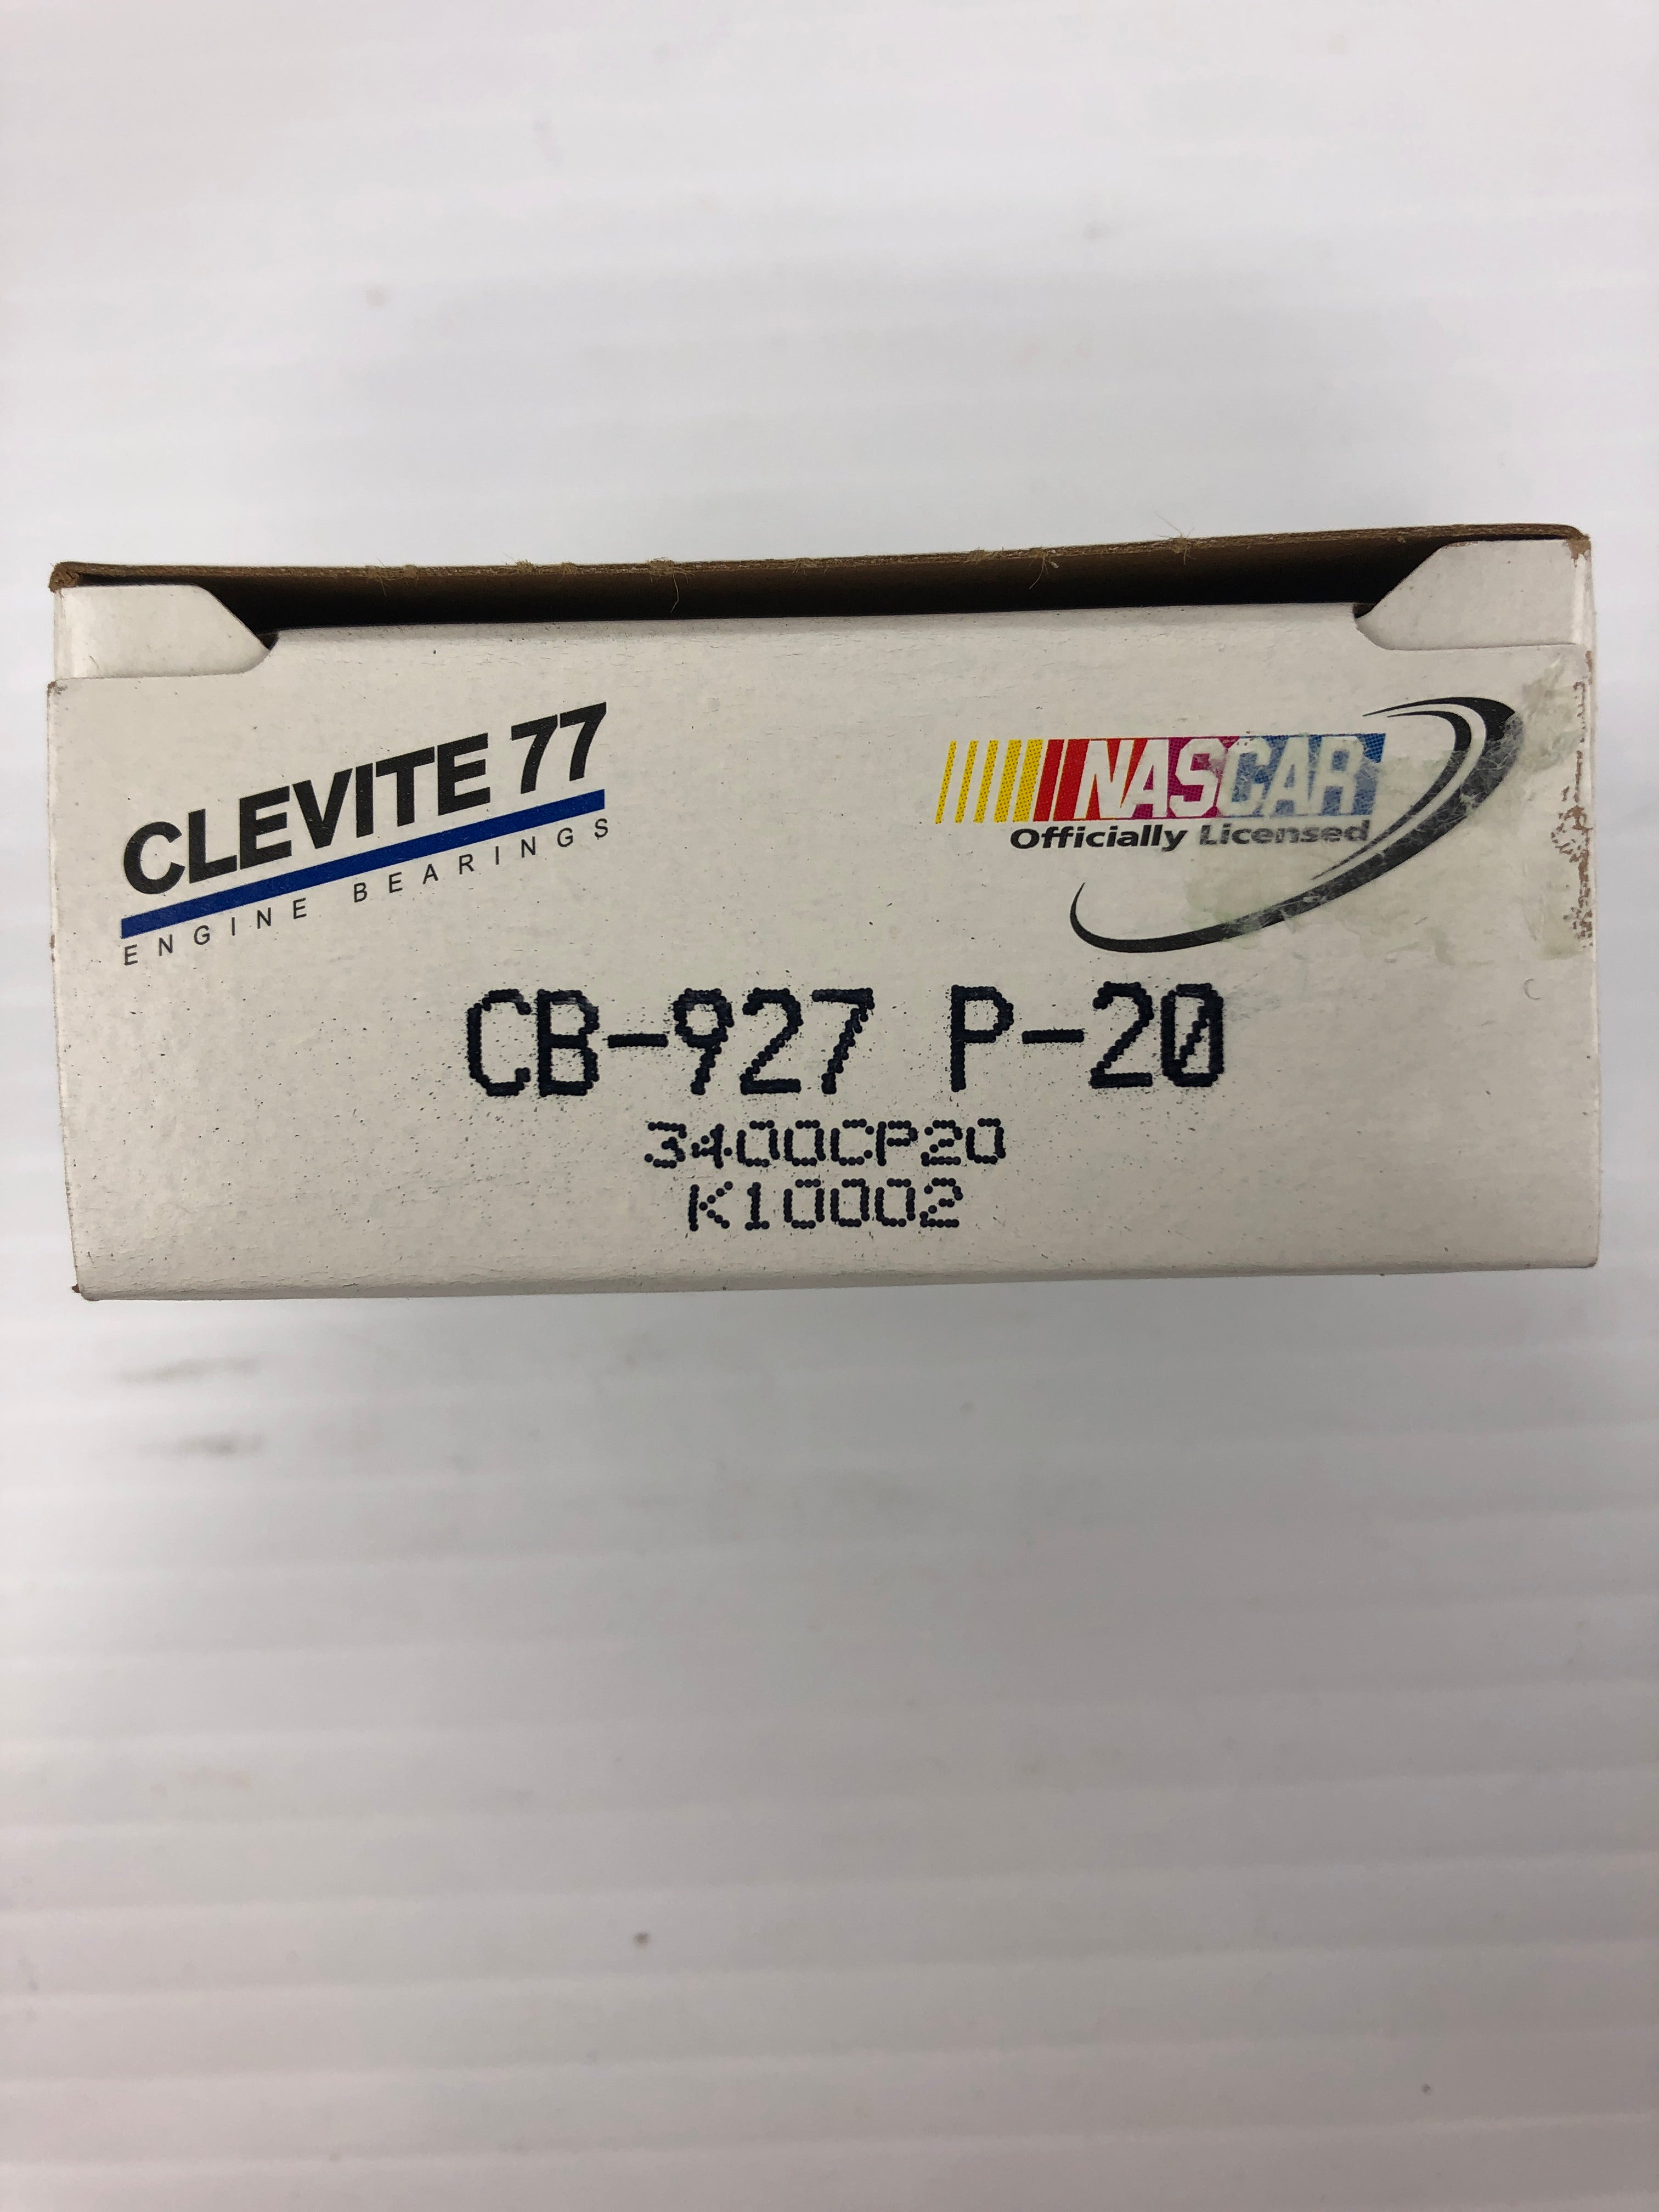 CLEVITE 77
ENGINE BEARINGS
NASCAR
Officially Licensed
CB-927 P-20
3400CP20
K10002